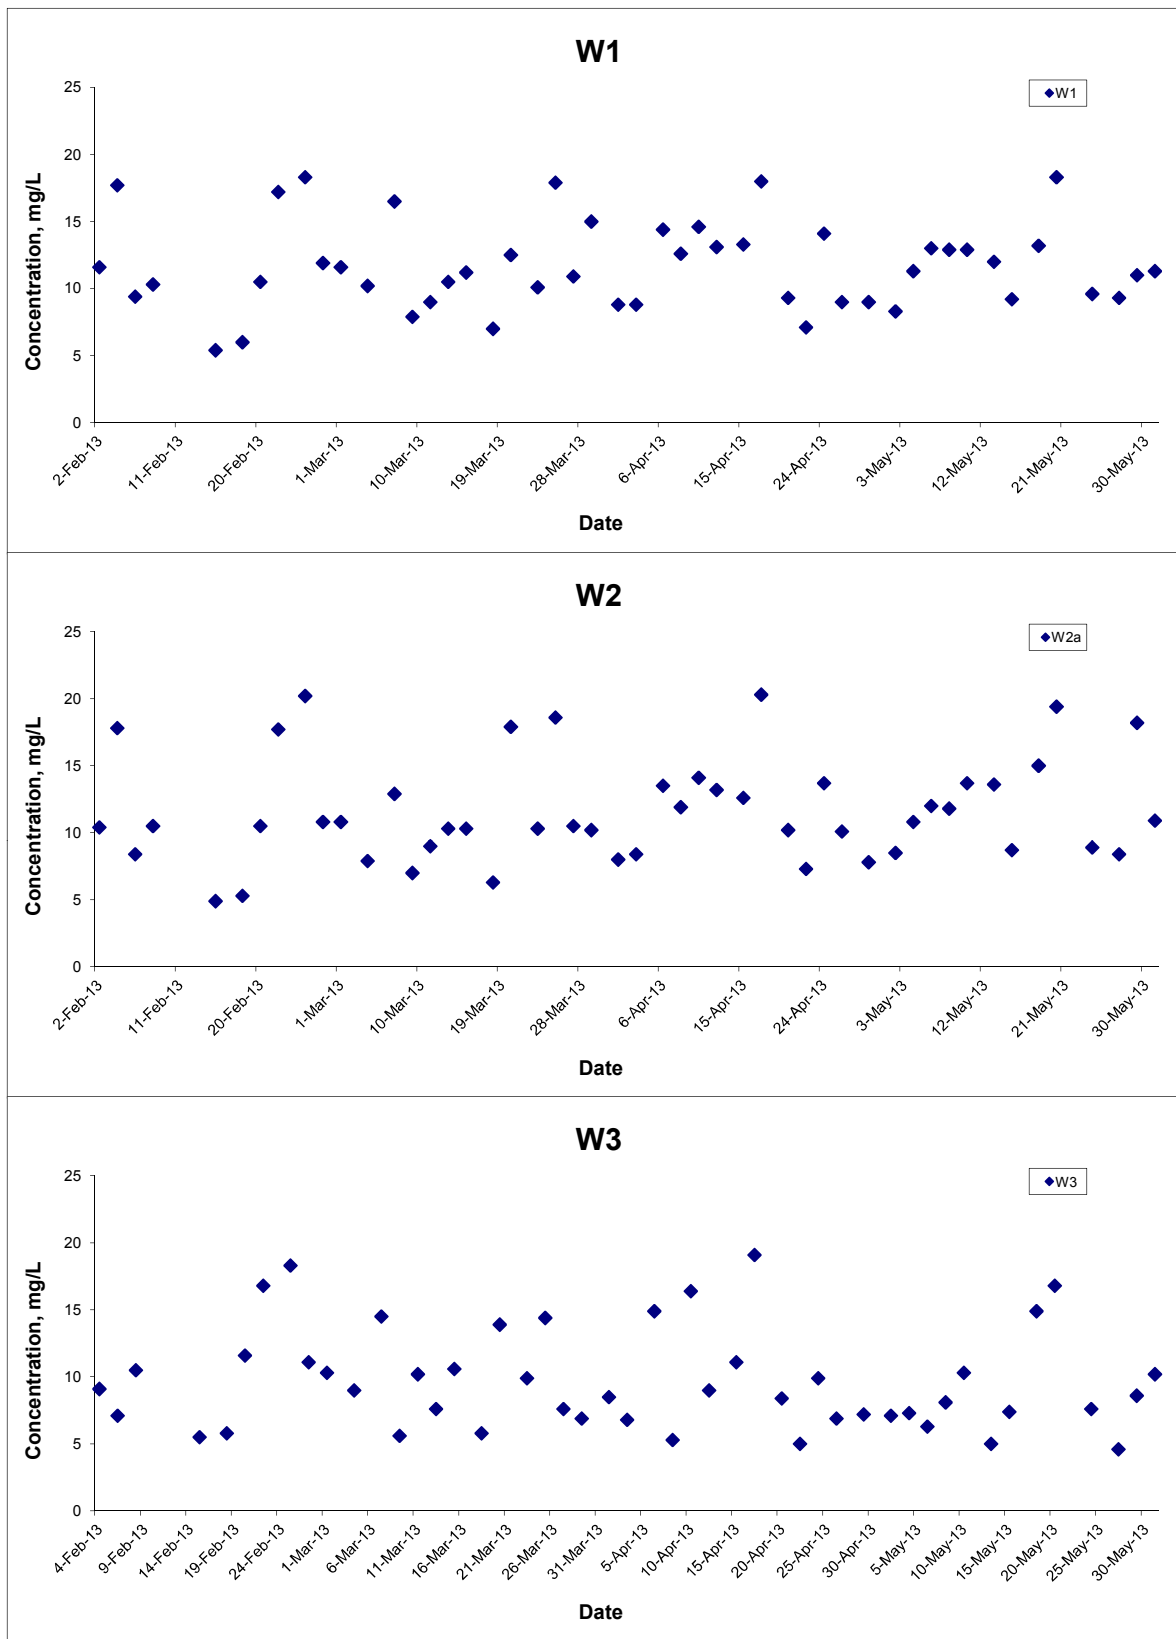 W1
W1
Concentration, mg/L
25
20
15
10
5
0
2-Feb-13
11-Feb-13
20-Feb-13
1-Mar-13
10-Mar-13
19-Mar-13
28-Mar-13
6-Apr-13
15-Apr-13
24-Apr-13
3-May-13
12-May-13
21-May-13
30-May-13
Date
W2
W2a
Concentration, mg/L
25
20
15
10
5
0
2-Feb-13
11-Feb-13
20-Feb-13
1-Mar-13
10-Mar-13
19-Mar-13
28-Mar-13
6-Apr-13
15-Apr-13
24-Apr-13
3-May-13
12-May-13
21-May-13
30-May-13
Date
W3
W3
Concentration, mg/L
25
20
15
10
5
0
4-Feb-13
9-Feb-13
14-Feb-13
19-Feb-13
24-Feb-13
1-Mar-13
6-Mar-13
11-Mar-13
16-Mar-13
21-Mar-13
26-Mar-13
31-Mar-13
5-Apr-13
10-Apr-13
15-Apr-13
20-Apr-13
25-Apr-13
30-Apr-13
5-May-13
10-May-13
15-May-13
20-May-13
25-May-13
30-May-13
Date